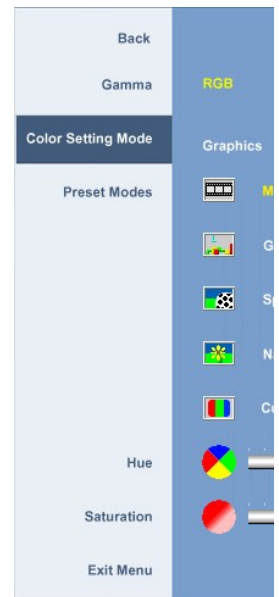 Back
Gamma
RGB
Color Setting Mode
Graphics
Preset Modes
Hue
Saturation
Exit Menu